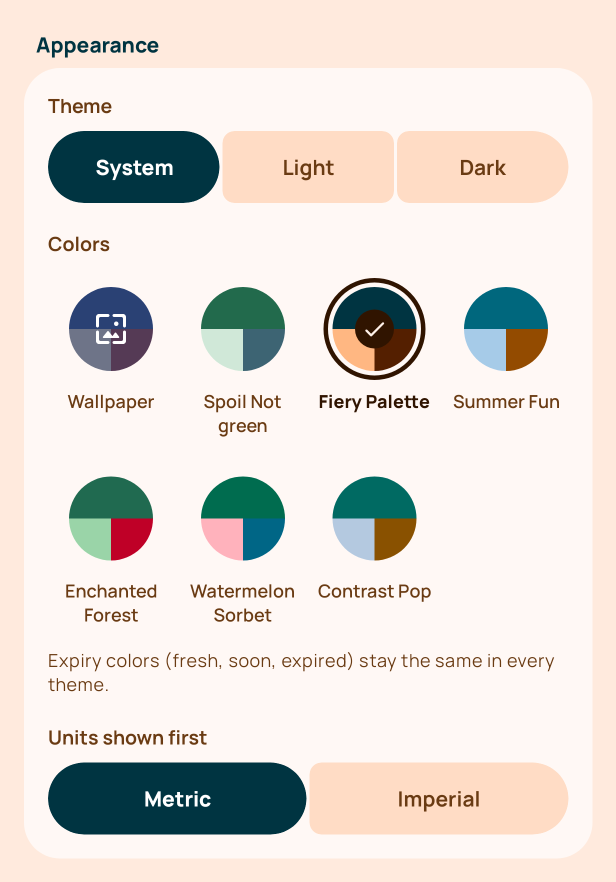 Appearance
Theme
System Light Dark
Colors
Wallpaper Spoil Not Fiery Palette Summer Fun
green
Enchanted Watermelon Contrast Pop
Forest Sorbet
Expiry colors (fresh, soon, expired) stay the same in every
theme.
Units shown first
Metric Imperial